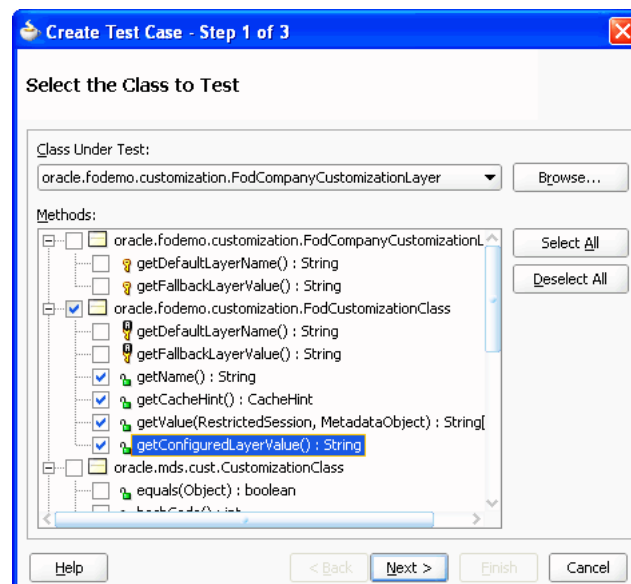 Create Test Case - Step 1 of 3
Select the Class to Test
Class Under Test:
oracle.fodemo.customization.FodCompanyCustomizationLayer
Browse...
Methods:
oracle.fodemo.customization.FodCompanyCustomizationL
Select All
getDefaultLayerName() : String
getFallbackLayerValue() : String
Deselect All
oracle.fodemo.customization.FodCustomizationClass
getDefaultLayerName() : String
getFallbackLayerValue() : String
getName() : String
getCacheHint() : CacheHint
getValue(RestrictedSession, MetadataObject) : String[
getConfiguredLayerValue() : String
oracle.mds.cust.CustomizationClass
equals(Object) : boolean
Help
< Back
Next >
Finish
Cancel